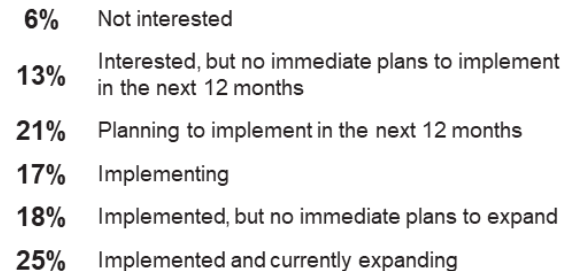 6% Not interested
13% Interested, but no immediate plans to implement
in the next 12 months
21% Planning to implement in the next 12 months
17% Implementing
18% Implemented, but no immediate plans to expand
25% Implemented and currently expanding